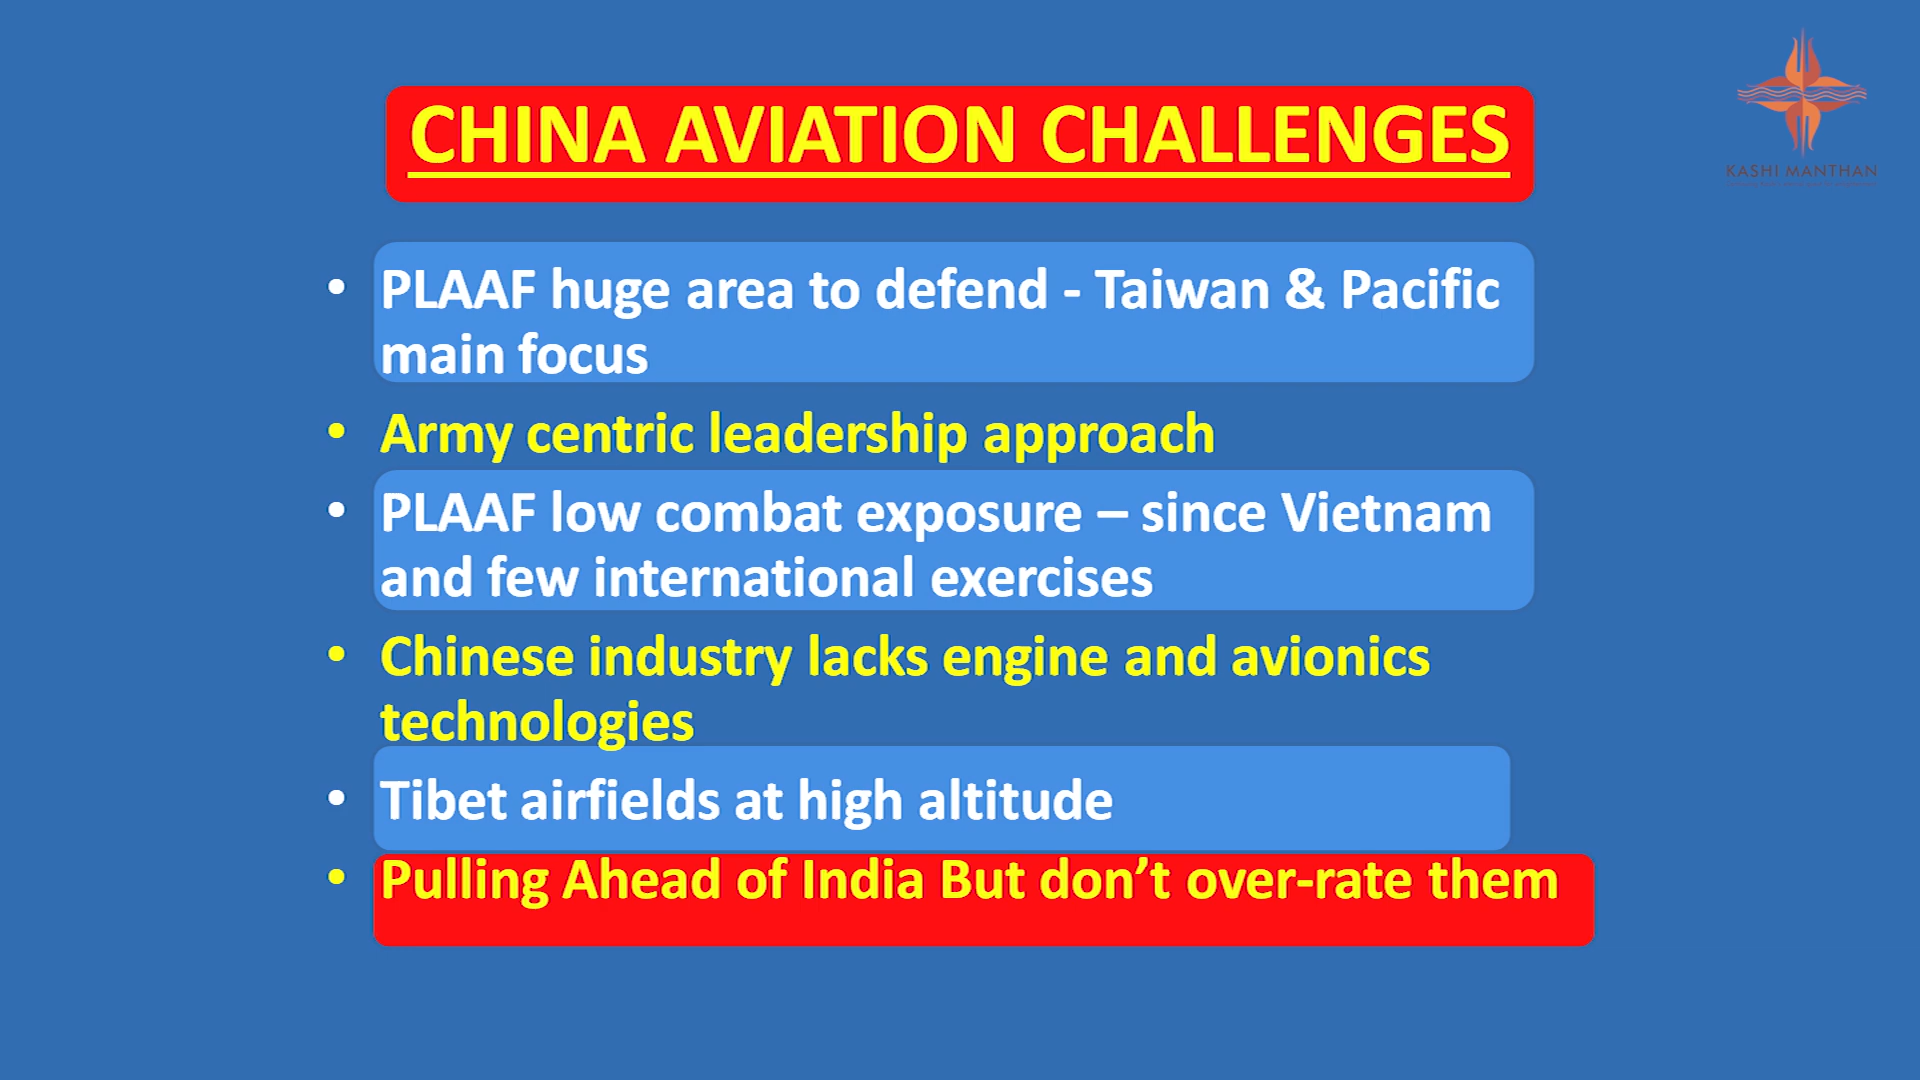 CHINA AVIATION CHALLENGES
KASHI MANTHAN
• PLAAF huge area to defend - Taiwan & Pacific
main focus
• Army centric leadership approach
• PLAAF low combat exposure – since Vietnam
and few international exercises
• Chinese industry lacks engine and avionics
technologies
• Tibet airfields at high altitude
• Pulling Ahead of India But don’t over-rate them